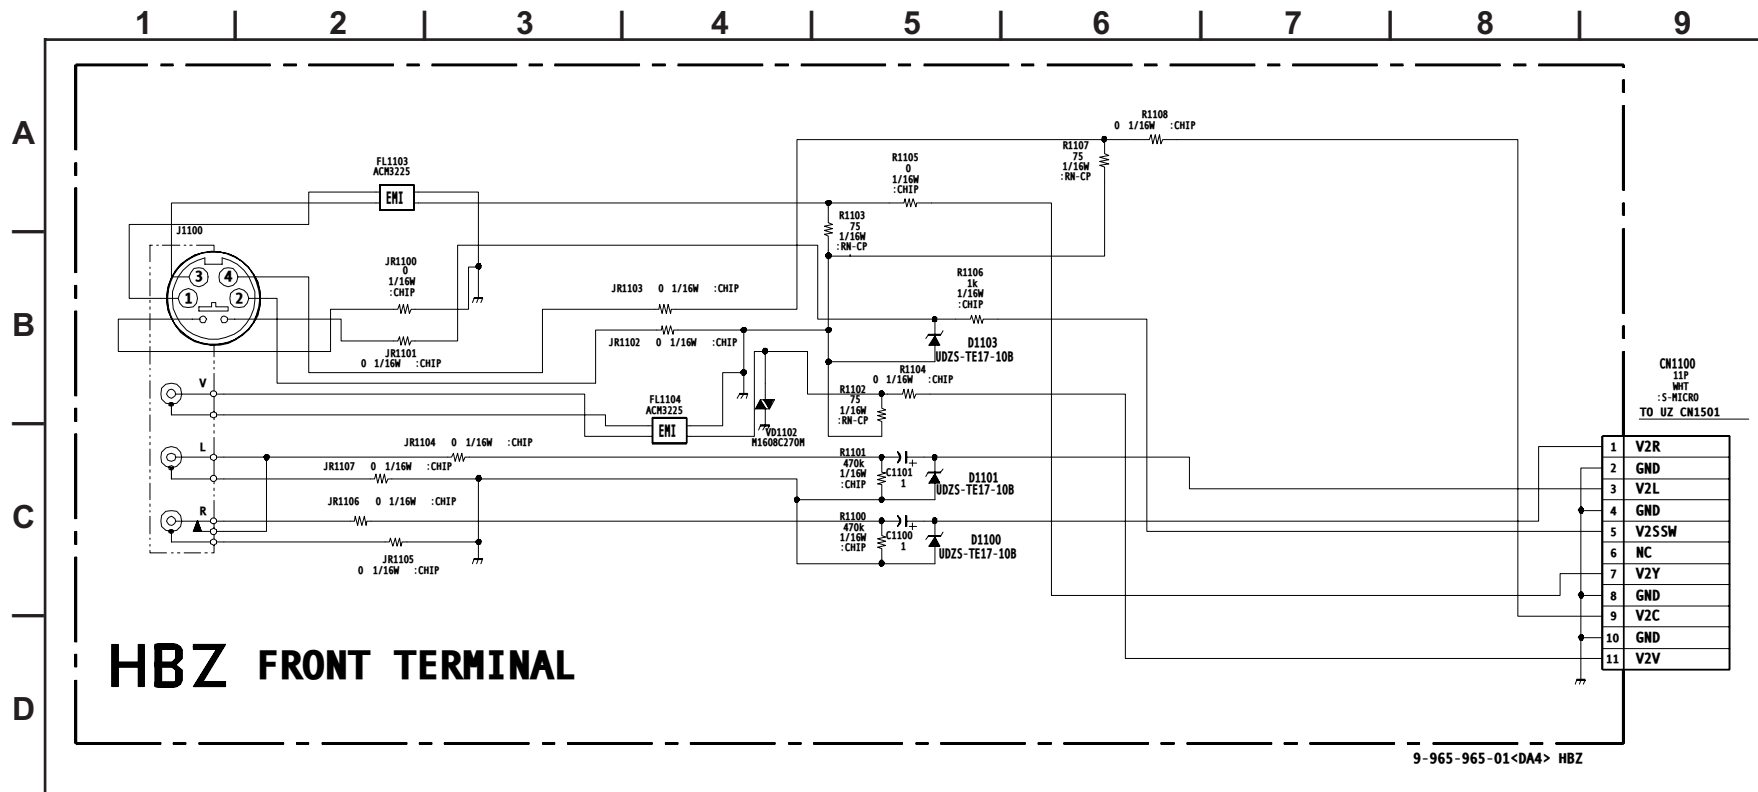 1 2 3 4 5 6 7 8 9
A
B
C
D
R1108
0 1/16W :CHIP
R1107
75
1/16W
:RN-CP
FL1103
ACM3225
EMI
R1105
0
1/16W
:CHIP
R1103
75
1/16W
:RN-CP
J1100
3 4
1 2
JR1100
0
1/16W
:CHIP
JR1101
0 1/16W :CHIP
JR1103 0 1/16W :CHIP
JR1102 0 1/16W :CHIP
R1106
1k
1/16W
:CHIP
D1103
UDZS-TE17-10B
R1104
0 1/16W :CHIP
R1102
75
1/16W
:RN-CP
V
FL1104
ACM3225
EMI
VD1102
M1608C270M
L
JR1104 0 1/16W :CHIP
JR1107 0 1/16W :CHIP
R1101
470k
1/16W
:CHIP
C1101
1
+
D1101
UDZS-TE17-10B
R
JR1106 0 1/16W :CHIP
JR1105
0 1/16W :CHIP
R1100
470k
1/16W
:CHIP
C1100
1
+
D1100
UDZS-TE17-10B
CN1100
11P
WHT
:S-MICRO
TO UZ CN1501
1 V2R
2 GND
3 V2L
4 GND
5 V2SSW
6 NC
7 V2Y
8 GND
9 V2C
10 GND
11 V2V
HBZ FRONT TERMINAL
9-965-965-01<DA4> HBZ